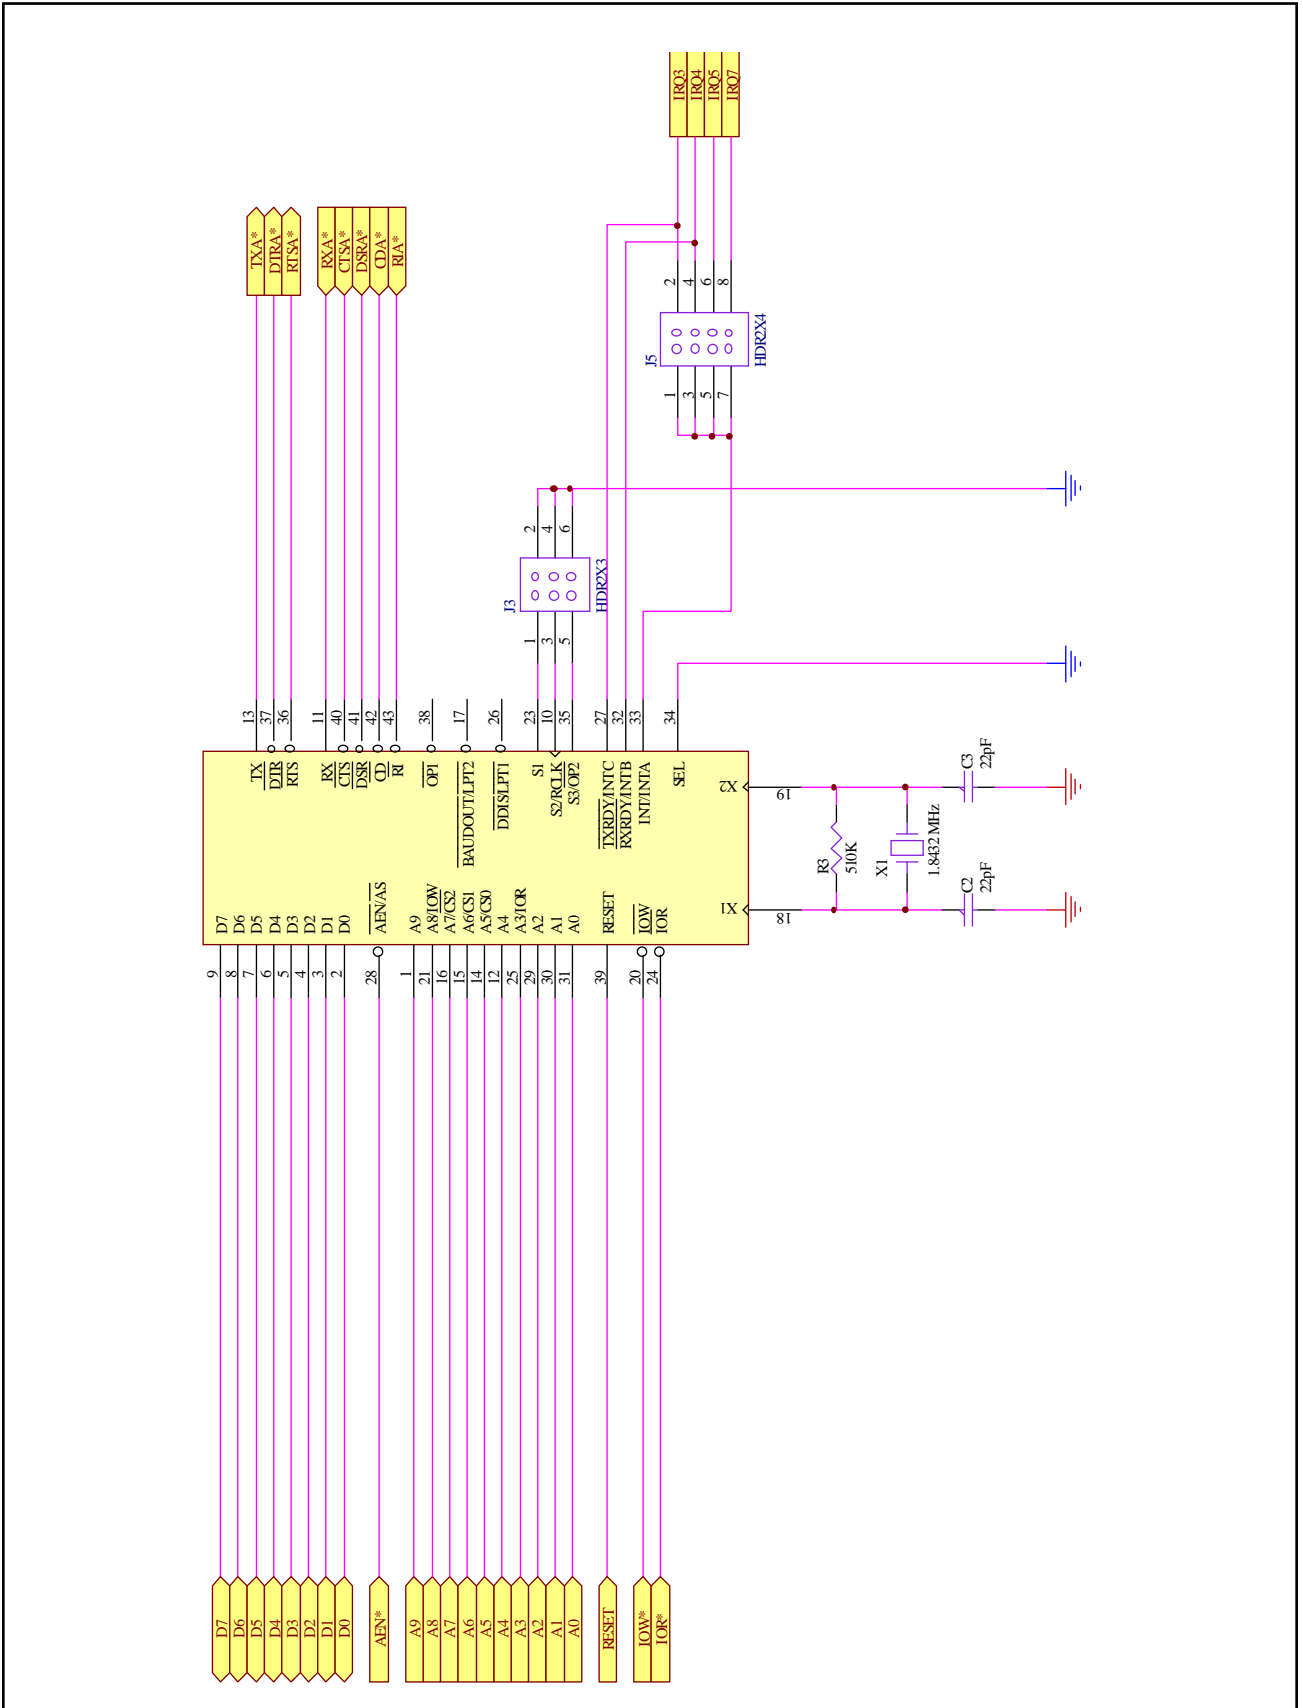 IRQ3
IRQ4
IRQ5
IRQ7
TXA*
DTRA*
RTSA*
RXA*
CTSA*
DSRA*
CDA*
RIA*
2
4
6
8
J5
HDR2X4
1
3
5
7
2
4
6
J3
HDR2X3
1
3
5
13
37
36
11
40
41
42
43
38
17
26
23
10
35
27
32
33
34
TX
DTR
RTS
RX
CTS
DSR
CD
RI
OP1
BAUDOUT/LPT2
DDIS/LPT1
S1
S2/RCLK
S3/OP2
TXRDY/INTC
RXRDY/INTB
INT/INTA
SEL
X2
19
C3
22pF
R3
510K
X1
1.8432 MHz
C2
22pF
X1
18
D7
D6
D5
D4
D3
D2
D1
D0
AEN/AS
A9
A8/IOW
A7/CS2
A6/CS1
A5/CS0
A4
A3/IOR
A2
A1
A0
RESET
IOW
IOR
9
8
7
6
5
4
3
2
28
1
21
16
15
14
12
25
29
30
31
39
20
24
D7
D6
D5
D4
D3
D2
D1
D0
AEN*
A9
A8
A7
A6
A5
A4
A3
A2
A1
A0
RESET
IOW*
IOR*